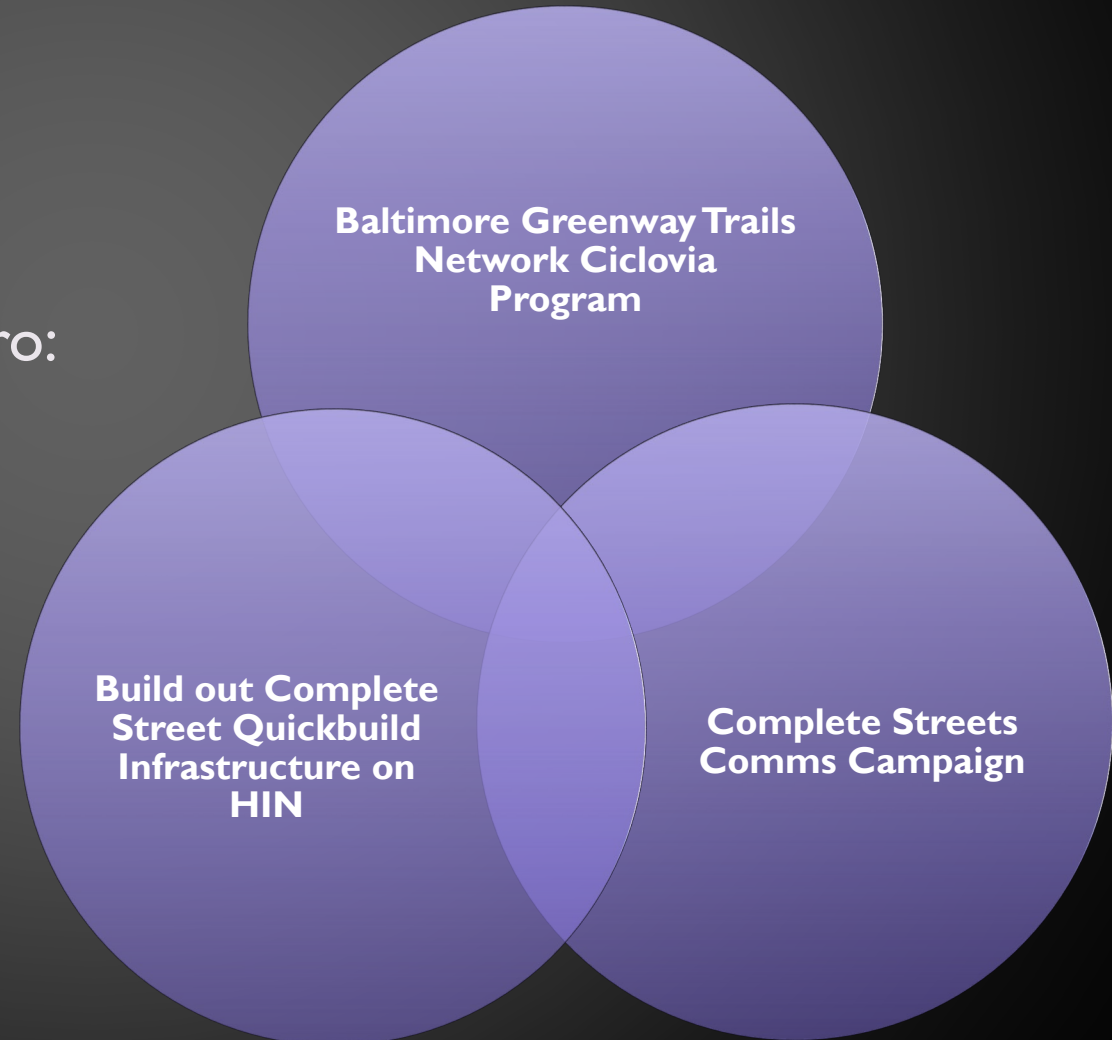 ro:
Baltimore Greenway Trails
Network Ciclovia
Program
Build out Complete
Street Quickbuild
Infrastructure on
HIN
Complete Streets
Comms Campaign